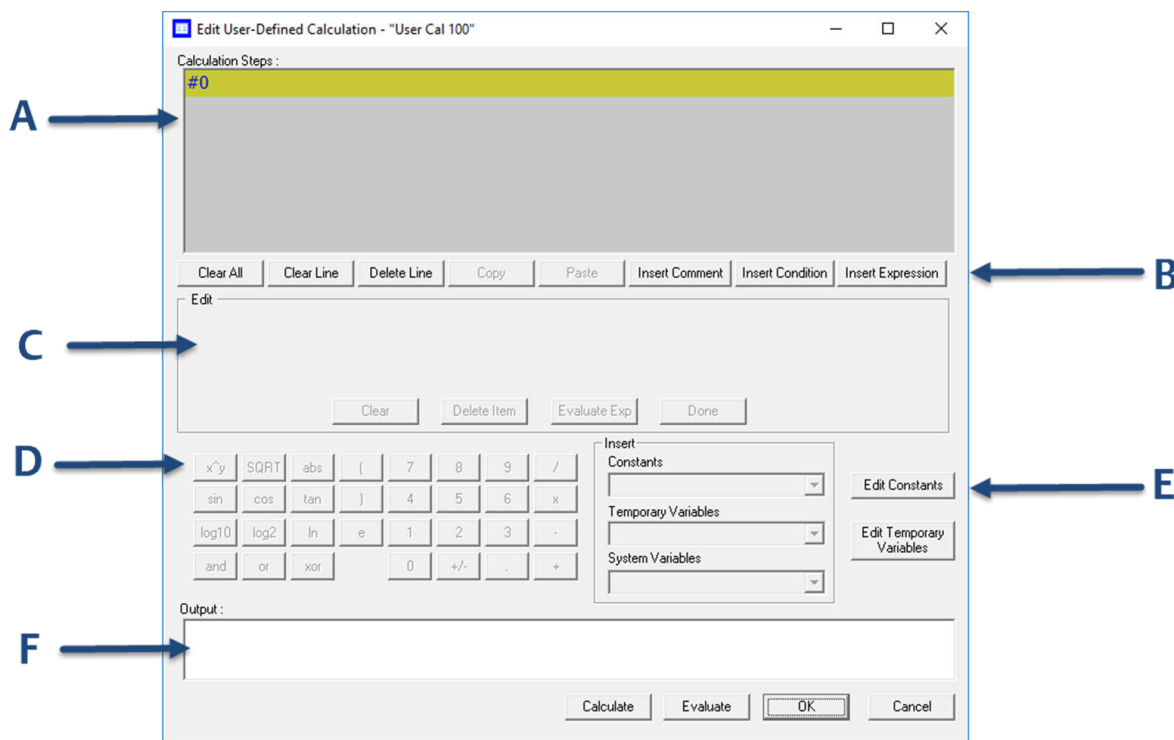 Edit User-Defined Calculation - "User Cal 100"
Calculation Steps :
#0
A
Clear All Clear Line Delete Line Copy Paste Insert Comment Insert Condition Insert Expression
B
Edit
C
Clear Delete Item Evaluate Exp Done
D
x^y SQRT abs ( 7 8 9 /
sin cos tan ) 4 5 6 x
log10 log2 ln e 1 2 3 -
and or xor 0 +/- . +
Insert
Constants
Temporary Variables
System Variables
Edit Constants
E
Edit Temporary
Variables
Output :
F
Calculate Evaluate OK Cancel